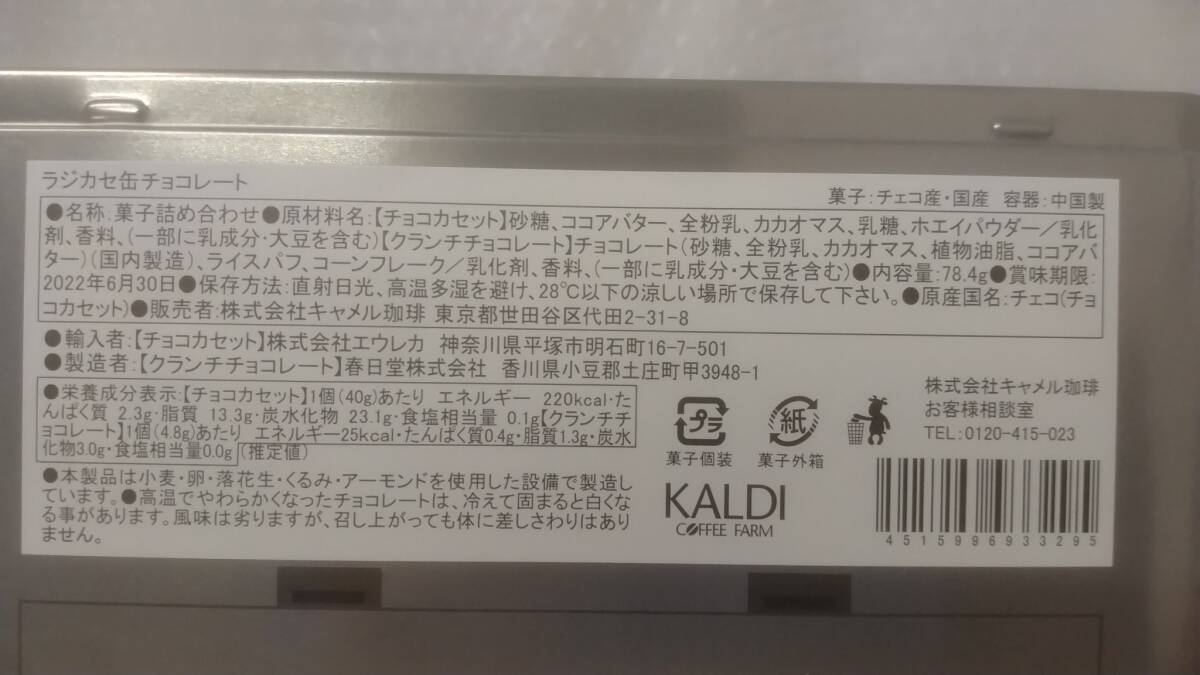 ラジカセ缶チョコレート
菓子:チェコ産・国産 容器:中国製
●名称:菓子詰め合わせ●原材料名:【チョコカセット】砂糖、ココアバター、全粉乳、カカオマス、乳糖、ホエイパウダー／乳化
剤、香料、(一部に乳成分・大豆を含む)【クランチチョコレート】チョコレート(砂糖、全粉乳、カカオマス、植物油脂、ココアバ
ター)(国内製造)、ライスパフ、コーンフレーク／乳化剤、香料、(一部に乳成分・大豆を含む)●内容量:78.4g●賞味期限:
2022年6月30日●保存方法:直射日光、高温多湿を避け、28℃以下の涼しい場所で保存して下さい。●原産国名:チェコ(チョ
コカセット)●販売者:株式会社キャメル珈琲 東京都世田谷区代田2-31-8
●輸入者:【チョコカセット】株式会社エウレカ 神奈川県平塚市明石町16-7-501
●製造者:【クランチチョコレート】春日堂株式会社 香川県小豆郡土庄町甲3948-1
●栄養成分表示:【チョコカセット】1個(40g)あたり エネルギー 220kcal・た
んぱく質 2.3g・脂質 13.3g・炭水化物 23.1g・食塩相当量 0.1g【クランチチ
ョコレート】1個(4.8g)あたり エネルギー25kcal・たんぱく質0.4g・脂質1.3g・炭水
化物3.0g・食塩相当量0.0g(推定値)
●本製品は小麦・卵・落花生・くるみ・アーモンドを使用した設備で製造し
ています。●高温でやわらかくなったチョコレートは、冷えて固まると白くな
る事があります。風味は劣りますが、召し上がっても体に差しさわりはあり
ません。
プラ
菓子個装
紙
菓子外箱
KALDI
COFFEE FARM
株式会社キャメル珈琲
お客様相談室
TEL:0120-415-023
4515996933295